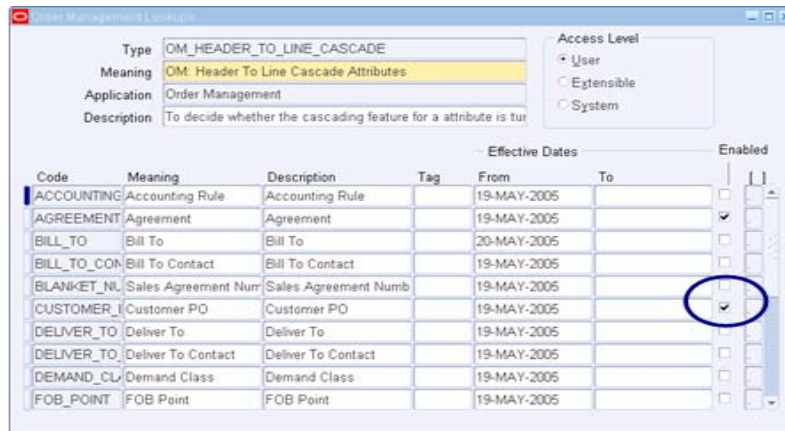 Order Management Lookups
Type OM_HEADER_TO_LINE_CASCADE
Meaning OM: Header To Line Cascade Attributes
Application Order Management
Description To decide whether the cascading feature for a attribute is tur
Access Level
User
Extensible
System
Effective Dates Enabled
Code Meaning Description Tag From To [ ]
ACCOUNTING Accounting Rule Accounting Rule 19-MAY-2005
AGREEMENT Agreement Agreement 19-MAY-2005
BILL_TO Bill To Bill To 20-MAY-2005
BILL_TO_CON Bill To Contact Bill To Contact 19-MAY-2005
BLANKET_NU Sales Agreement Num Sales Agreement Numb 19-MAY-2005
CUSTOMER_ Customer PO Customer PO 19-MAY-2005
DELIVER_TO Deliver To Deliver To 19-MAY-2005
DELIVER_TO_ Deliver To Contact Deliver To Contact 19-MAY-2005
DEMAND_CL Demand Class Demand Class 19-MAY-2005
FOB_POINT FOB Point FOB Point 19-MAY-2005